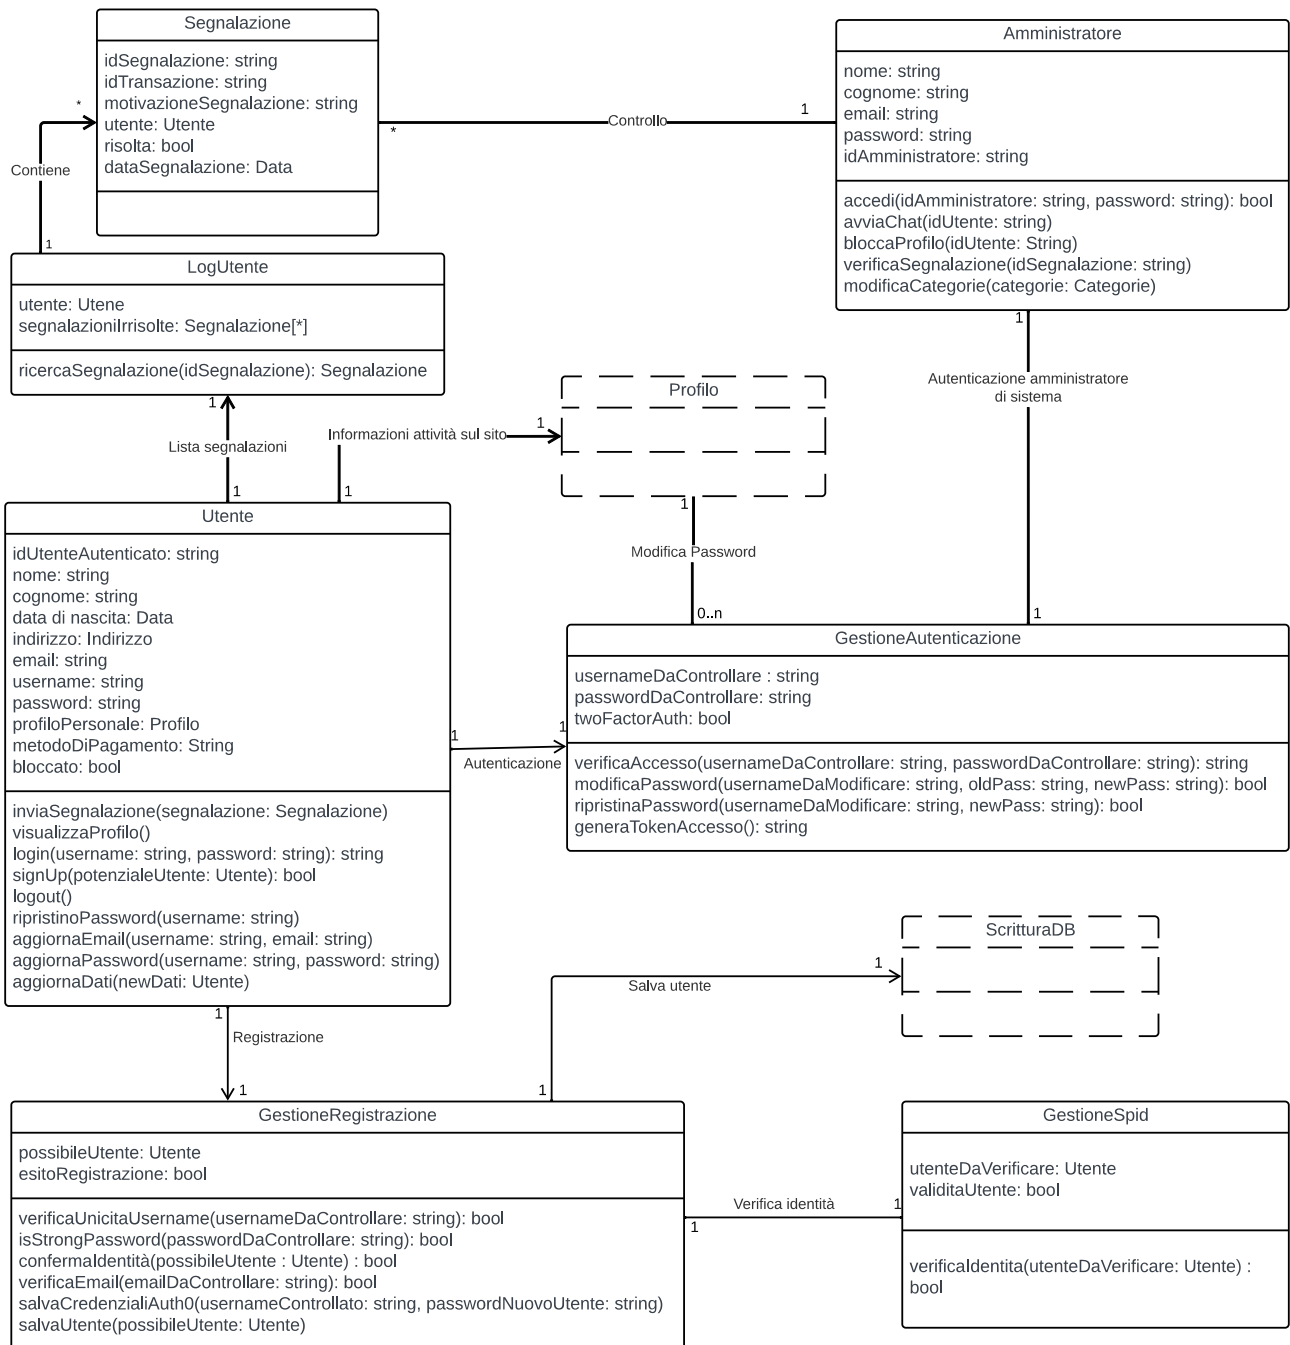 Segnalazione
idSegnalazione: string
idTransazione: string
motivazioneSegnalazione: string
utente: Utente
risolta: bool
dataSegnalazione: Data
Amministratore
nome: string
cognome: string
email: string
password: string
idAmministratore: string
accedi(idAmministratore: string, password: string): bool
avviaChat(idUtente: string)
bloccaProfilo(idUtente: String)
verificaSegnalazione(idSegnalazione: string)
modificaCategorie(categorie: Categorie)
*
Contiene
1
*
Controllo
1
LogUtente
utente: Utene
segnalazioniIrrisolte: Segnalazione[*]
ricercaSegnalazione(idSegnalazione): Segnalazione
1
Lista segnalazioni
1
Informazioni attività sul sito
1
1
Profilo
1
Modifica Password
0..n
1
Autenticazione amministratore
di sistema
1
Utente
idUtenteAutenticato: string
nome: string
cognome: string
data di nascita: Data
indirizzo: Indirizzo
email: string
username: string
password: string
profiloPersonale: Profilo
metodoDiPagamento: String
bloccato: bool
inviaSegnalazione(segnalazione: Segnalazione)
visualizzaProfilo()
login(username: string, password: string): string
signUp(potenzialeUtente: Utente): bool
logout()
ripristinoPassword(username: string)
aggiornaEmail(username: string, email: string)
aggiornaPassword(username: string, password: string)
aggiornaDati(newDati: Utente)
1
Autenticazione
1
GestioneAutenticazione
usernameDaControllare : string
passwordDaControllare: string
twoFactorAuth: bool
verificaAccesso(usernameDaControllare: string, passwordDaControllare: string): string
modificaPassword(usernameDaModificare: string, oldPass: string, newPass: string): bool
ripristinaPassword(usernameDaModificare: string, newPass: string): bool
generaTokenAccesso(): string
1
Registrazione
1
1
Salva utente
1
ScritturaDB
GestioneRegistrazione
possibileUtente: Utente
esitoRegistrazione: bool
verificaUnicitaUsername(usernameDaControllare: string): bool
isStrongPassword(passwordDaControllare: string): bool
confermaIdentità(possibileUtente : Utente) : bool
verificaEmail(emailDaControllare: string): bool
salvaCredenzialiAuth0(usernameControllato: string, passwordNuovoUtente: string)
salvaUtente(possibileUtente: Utente)
1
Verifica identità
1
GestioneSpid
utenteDaVerificare: Utente
validitaUtente: bool
verificaIdentita(utenteDaVerificare: Utente) :
bool